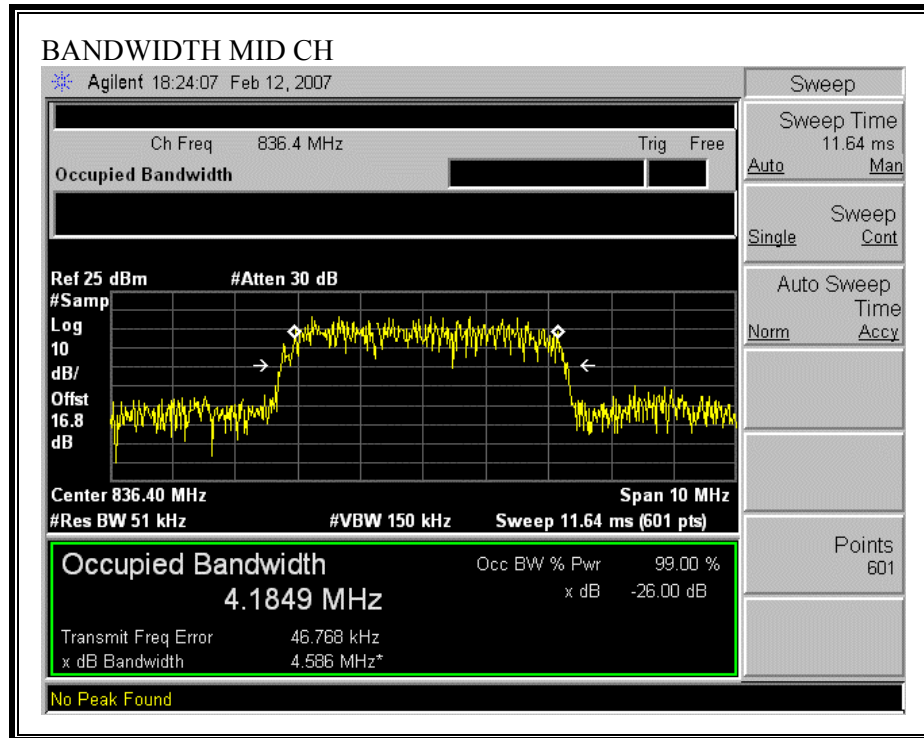 BANDWIDTH MID CH
Agilent 18:24:07 Feb 12, 2007
Sweep
Ch Freq 836.4 MHz Trig Free
Occupied Bandwidth
Sweep Time
11.64 ms
Auto Man
Sweep
Single Cont
Auto Sweep
Time
Norm Accy
Points
601
Ref 25 dBm #Atten 30 dB
#Samp
Log
10
dB/
Offst
16.8
dB
Center 836.40 MHz Span 10 MHz
#Res BW 51 kHz #VBW 150 kHz Sweep 11.64 ms (601 pts)
Occupied Bandwidth Occ BW % Pwr 99.00 %
4.1849 MHz x dB -26.00 dB
Transmit Freq Error 46.768 kHz
x dB Bandwidth 4.586 MHz*
No Peak Found